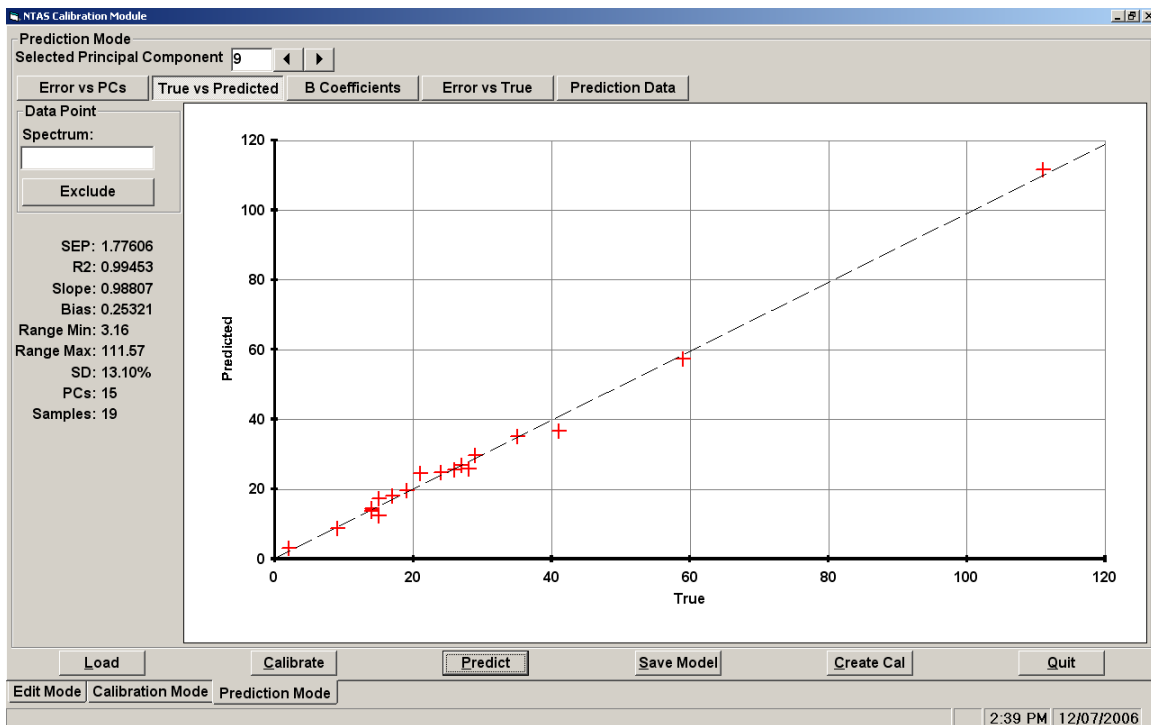 NTAS Calibration Module
Prediction Mode
Selected Principal Component 9
Error vs PCs True vs Predicted B Coefficients Error vs True Prediction Data
Data Point
Spectrum:
Exclude
SEP: 1.77606
R2: 0.99453
Slope: 0.98807
Bias: 0.25321
Range Min: 3.16
Range Max: 111.57
SD: 13.10%
PCs: 15
Samples: 19
120
100
80
60
40
20
0
Predicted
0 20 40 60 80 100 120
True
Load Calibrate Predict Save Model Create Cal Quit
Edit Mode Calibration Mode Prediction Mode
2:39 PM 12/07/2006